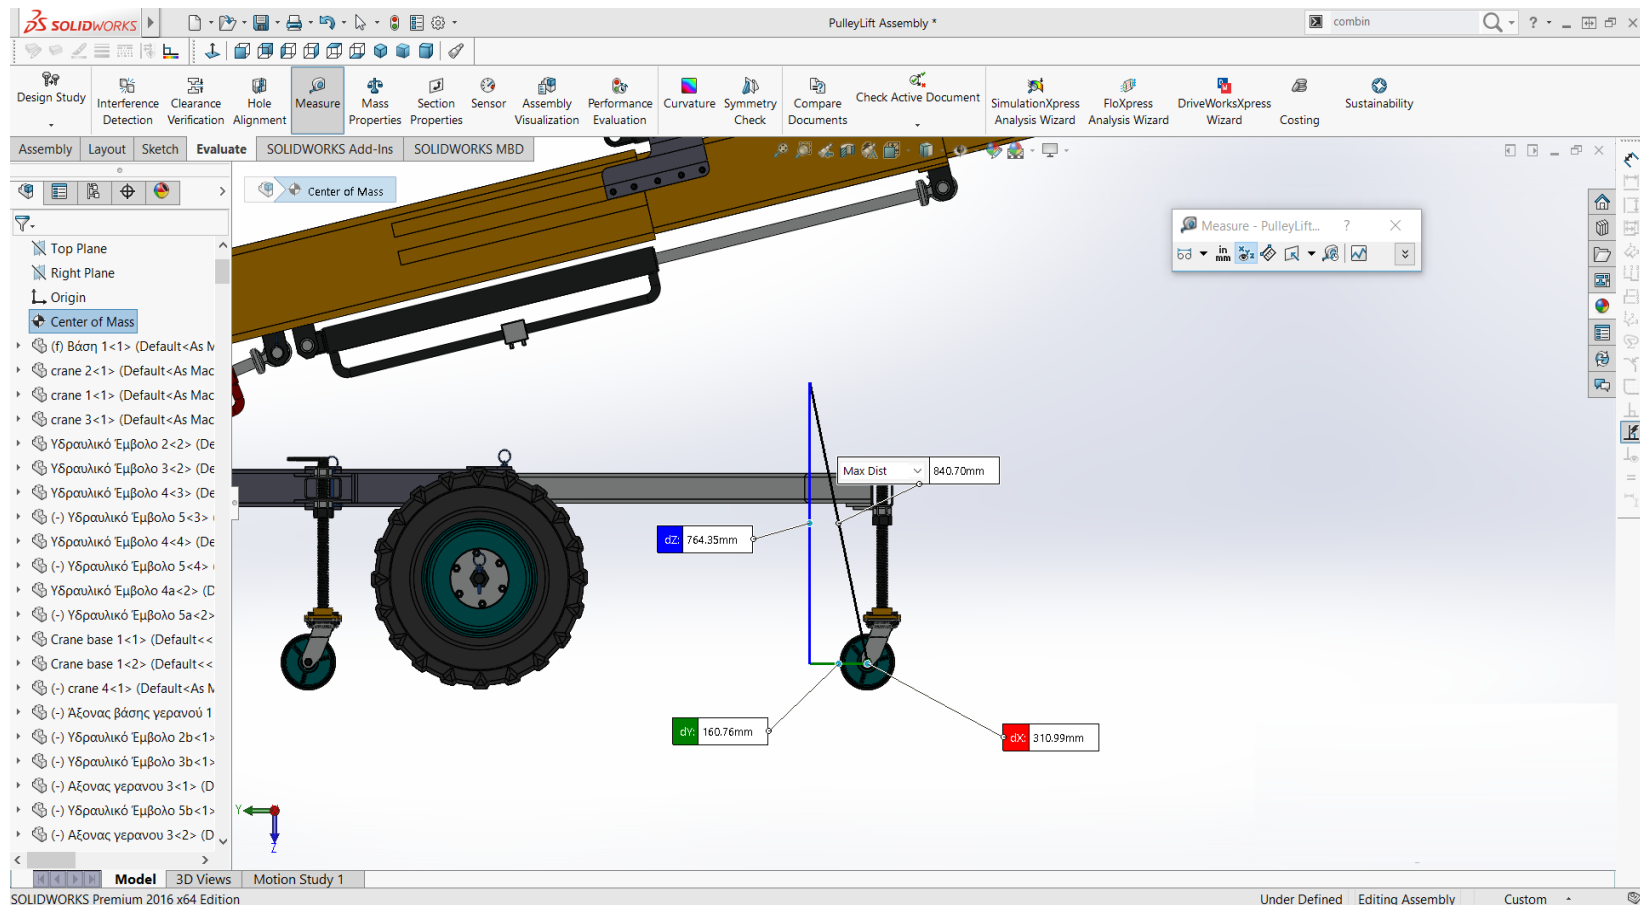 SOLIDWORKS
PulleyLift Assembly *
combin
Design Study
Interference Detection
Clearance Verification
Hole Alignment
Measure
Mass Properties
Section Properties
Sensor
Assembly Visualization
Performance Evaluation
Curvature
Symmetry Check
Compare Documents
Check Active Document
SimulationXpress Analysis Wizard
FloXpress Analysis Wizard
DriveWorksXpress Wizard
Costing
Sustainability
Assembly
Layout
Sketch
Evaluate
SOLIDWORKS Add-Ins
SOLIDWORKS MBD
Center of Mass
Measure - PulleyLift...
in
mm
Top Plane
Right Plane
Origin
Center of Mass
(f) Βάση 1<1> (Default<As M
crane 2<1> (Default<As Mac
crane 1<1> (Default<As Mac
crane 3<1> (Default<As Mac
Υδραυλικό Έμβολο 2<2> (De
Υδραυλικό Έμβολο 3<2> (De
Υδραυλικό Έμβολο 4<3> (De
(-) Υδραυλικό Έμβολο 5<3> (
Υδραυλικό Έμβολο 4<4> (De
(-) Υδραυλικό Έμβολο 5<4> (
Υδραυλικό Έμβολο 4a<2> (D
(-) Υδραυλικό Έμβολο 5a<2>
Crane base 1<1> (Default<<
Crane base 1<2> (Default<<
(-) crane 4<1> (Default<As M
(-) Άξονας βάσης γερανού 1
(-) Υδραυλικό Έμβολο 2b<1>
(-) Υδραυλικό Έμβολο 3b<1>
(-) Αξονας γερανου 3<1> (D
(-) Υδραυλικό Έμβολο 5b<1>
(-) Αξονας γερανου 3<2> (D
Max Dist 840.70mm
dZ: 764.35mm
dY: 160.76mm
dX: 310.99mm
Y
Z
Model
3D Views
Motion Study 1
SOLIDWORKS Premium 2016 x64 Edition
Under Defined
Editing Assembly
Custom